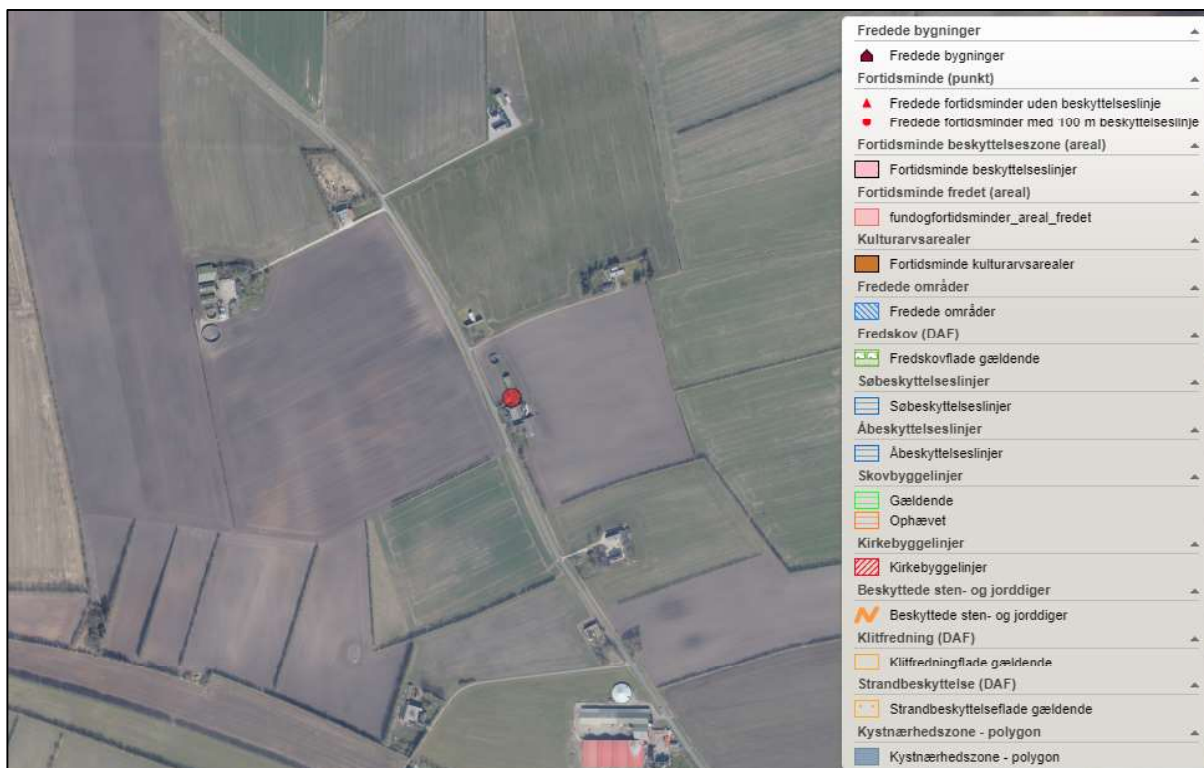 Fredede bygninger
Fredede bygninger
Fortidsminde (punkt)
Fredede fortidsminder uden beskyttelseslinje
Fredede fortidsminder med 100 m beskyttelseslinje
Fortidsminde beskyttelseszone (areal)
Fortidsminde beskyttelseslinjer
Fortidsminde fredet (areal)
fundogfortidsminder_areal_fredet
Kulturarvsarealer
Fortidsminde kulturarvsarealer
Fredede områder
Fredede områder
Fredskov (DAF)
Fredskovflade gældende
Søbeskyttelseslinjer
Søbeskyttelseslinjer
Åbeskyttelseslinjer
Åbeskyttelseslinjer
Skovbyggelinjer
Gældende
Ophævet
Kirkebyggelinjer
Kirkebyggelinjer
Beskyttede sten- og jorddiger
Beskyttede sten- og jorddiger
Klitfredning (DAF)
Klitfredningflade gældende
Strandbeskyttelse (DAF)
Strandbeskyttelseflade gældende
Kystnærhedszone - polygon
Kystnærhedszone - polygon